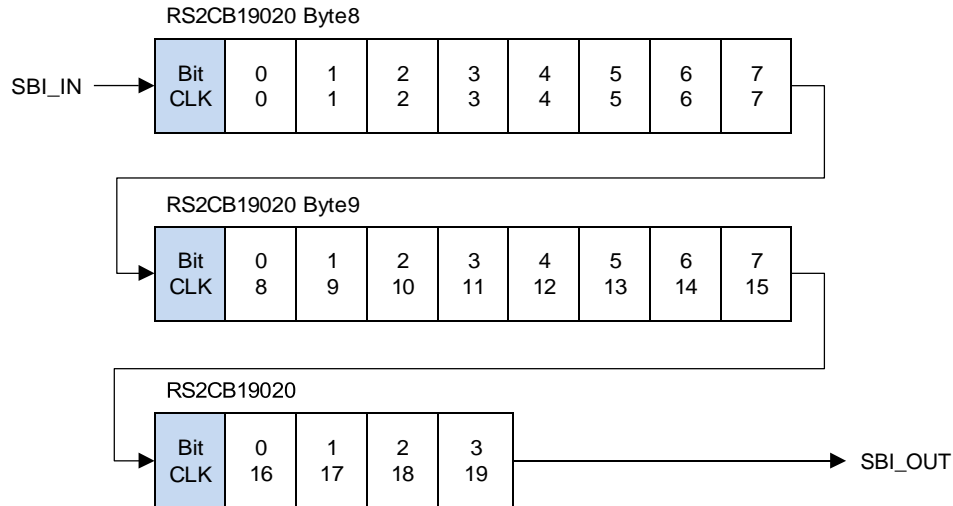 RS2CB19020 Byte8
SBI_IN
Bit 0 1 2 3 4 5 6 7
CLK 0 1 2 3 4 5 6 7
RS2CB19020 Byte9
Bit 0 1 2 3 4 5 6 7
CLK 8 9 10 11 12 13 14 15
RS2CB19020
Bit 0 1 2 3
CLK 16 17 18 19
SBI_OUT